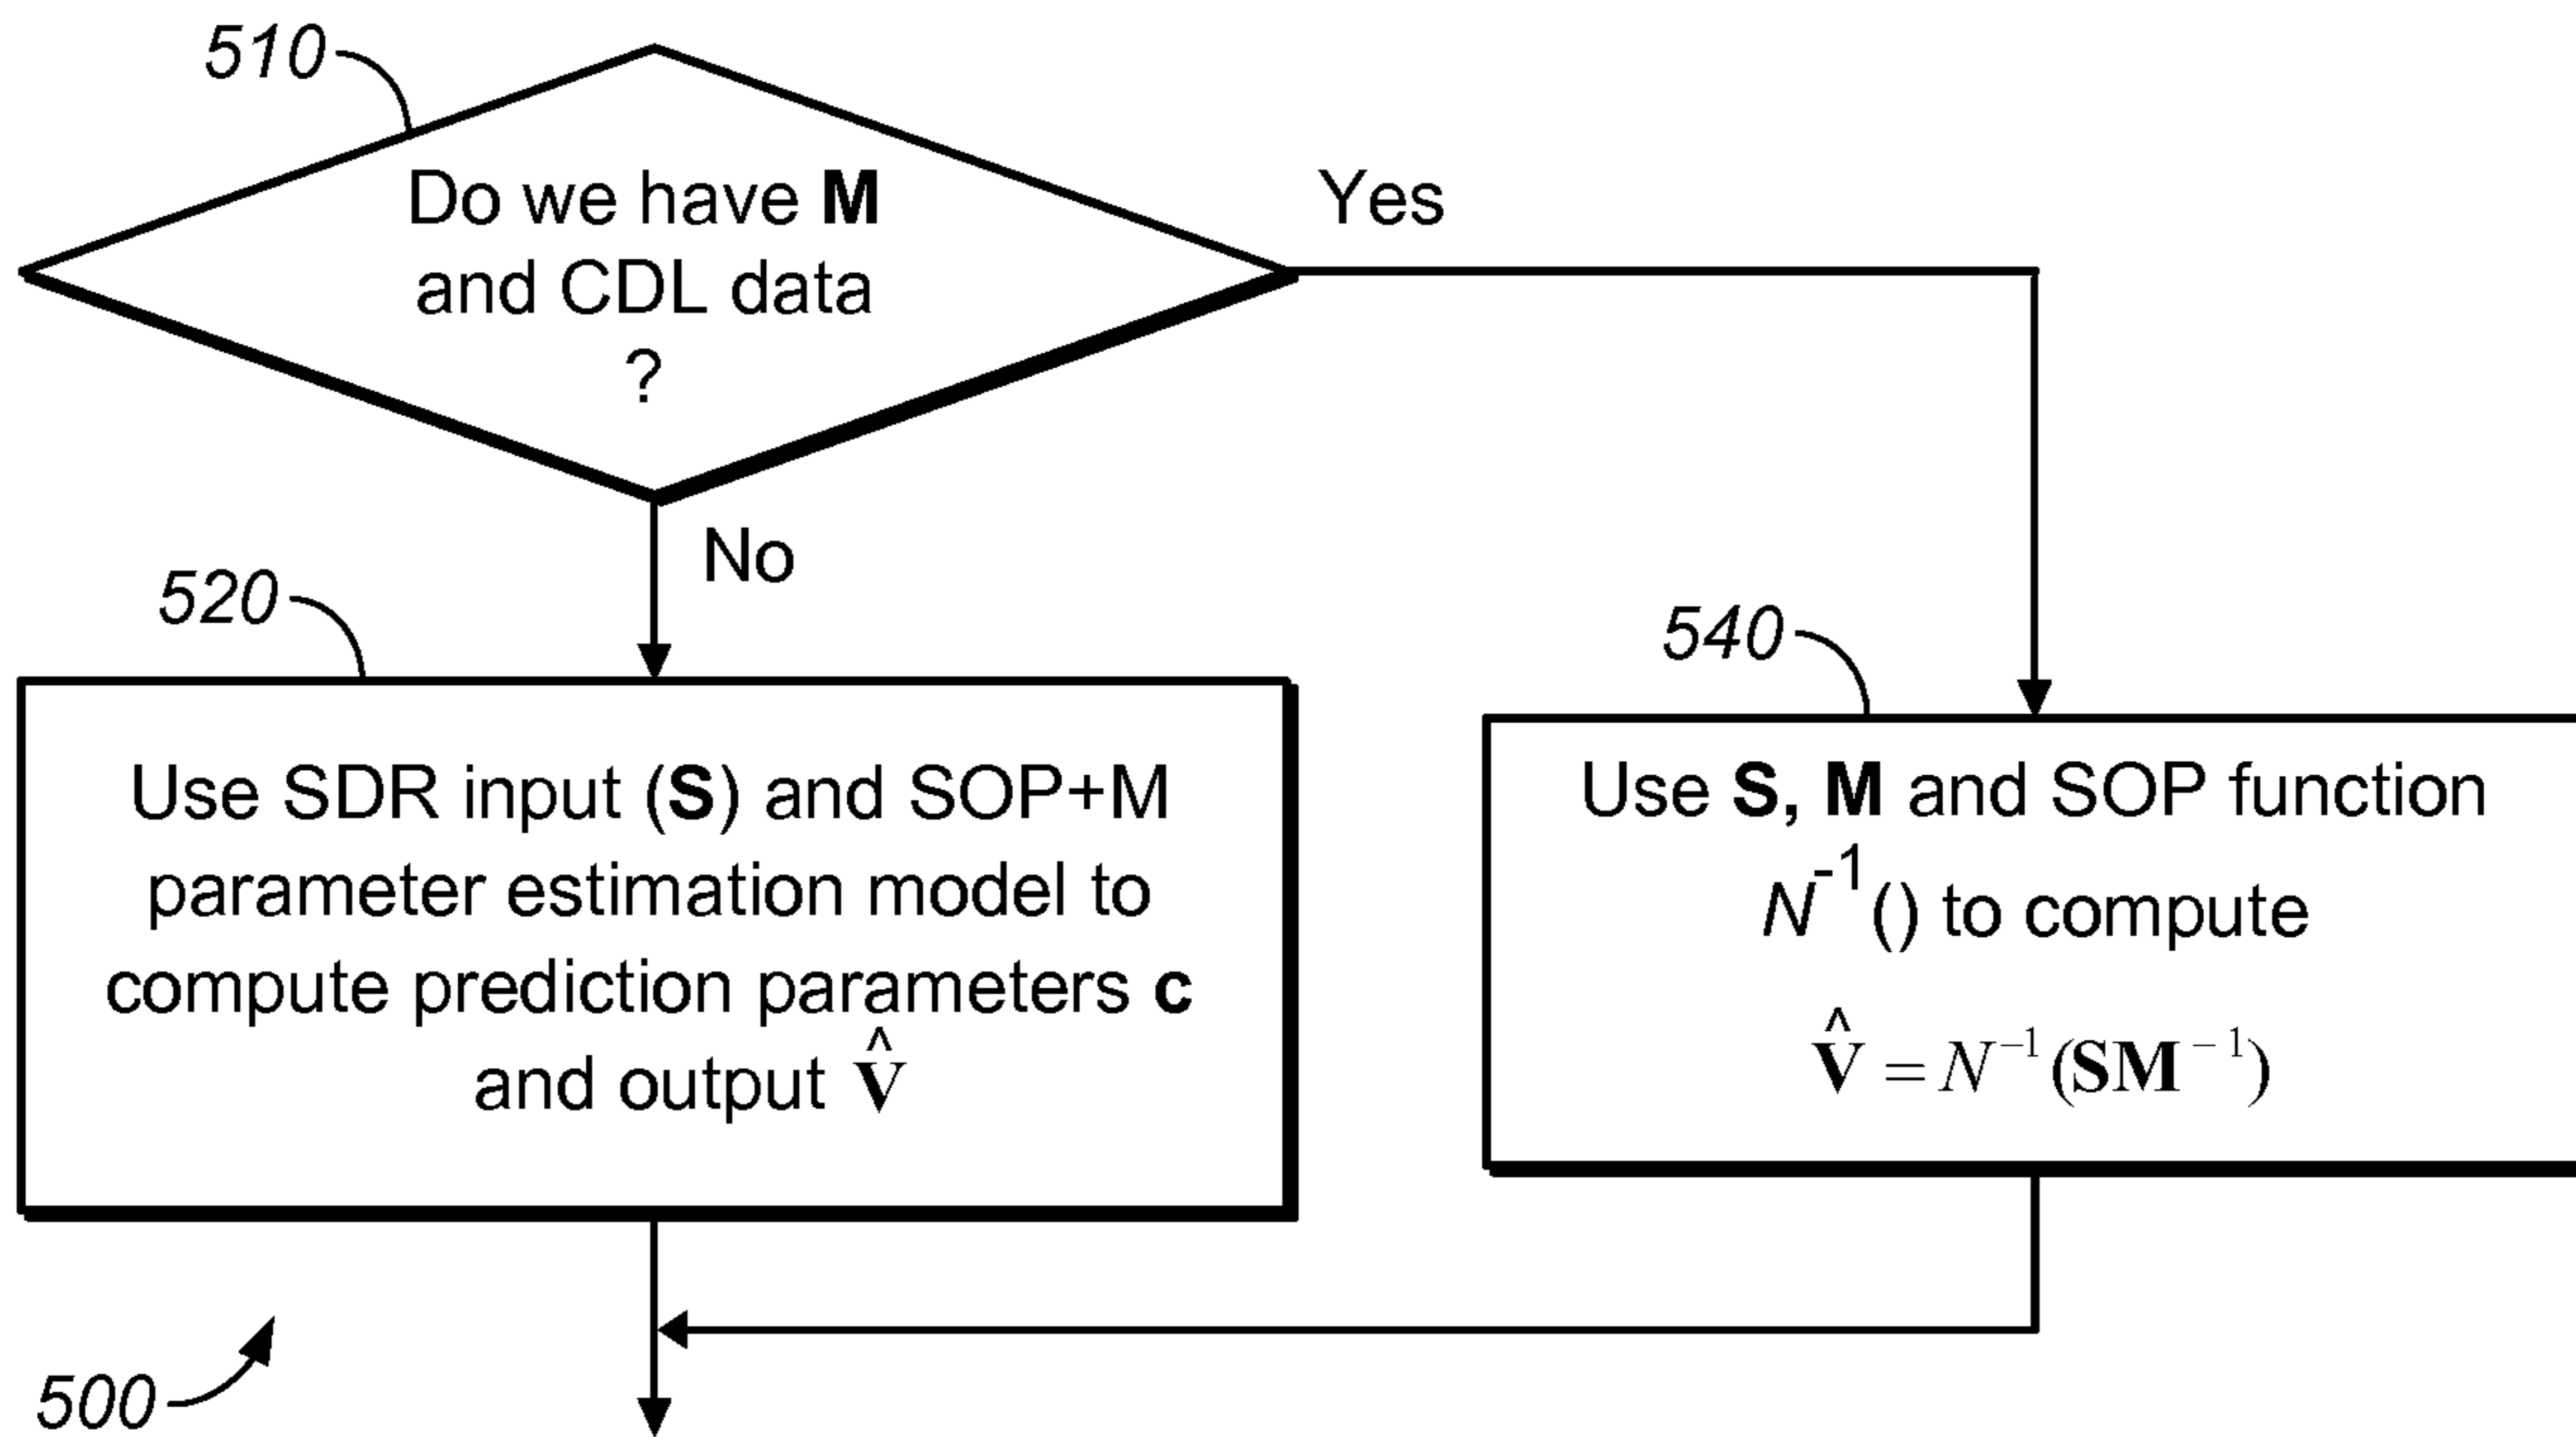 510
Do we have M
and CDL data
?
Yes
No
520
Use SDR input (S) and SOP+M
parameter estimation model to
compute prediction parameters c
and output V̂
540
Use S, M and SOP function
N⁻¹() to compute
V̂ = N⁻¹(SM⁻¹)
500